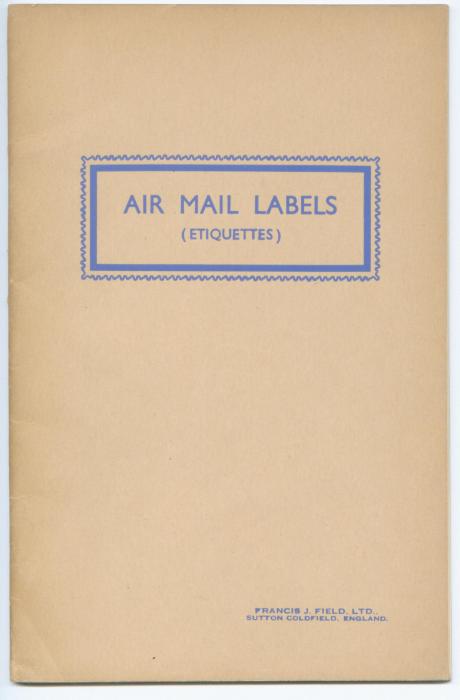 AIR MAIL LABELS
(ETIQUETTES)
FRANCIS J. FIELD, LTD.,
SUTTON COLDFIELD, ENGLAND.